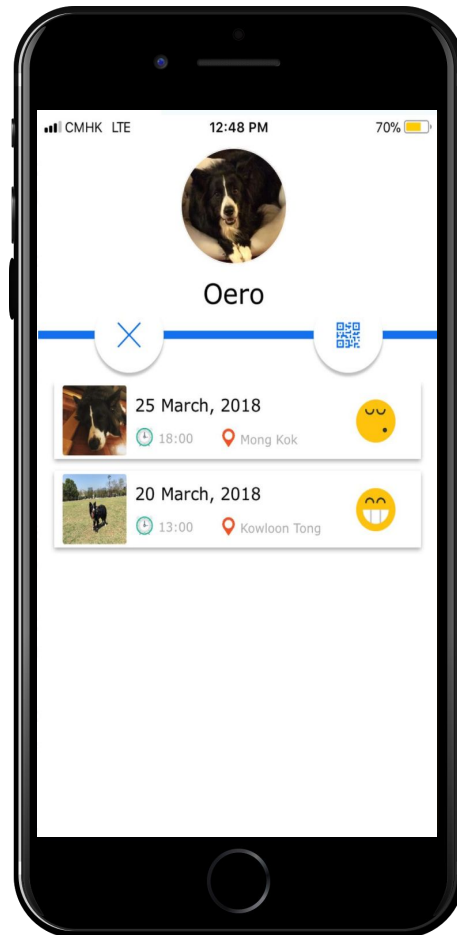 CMHK LTE 12:48 PM 70%
Oero
25 March, 2018
18:00 Mong Kok
20 March, 2018
13:00 Kowloon Tong